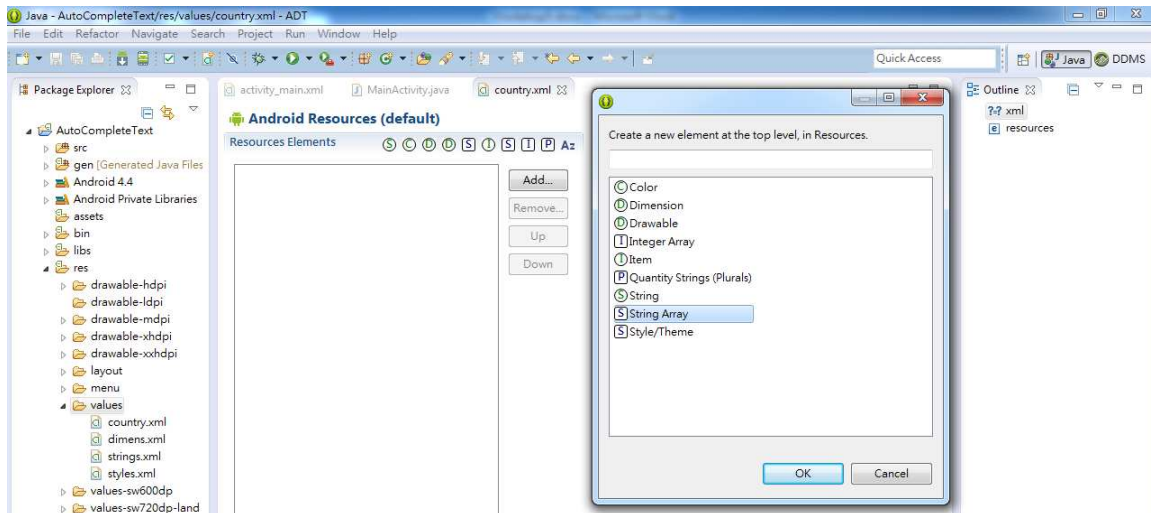 Java - AutoCompleteText/res/values/country.xml - ADT
File Edit Refactor Navigate Search Project Run Window Help
Quick Access
Java
DDMS
Package Explorer
AutoCompleteText
src
gen [Generated Java Files
Android 4.4
Android Private Libraries
assets
bin
libs
res
drawable-hdpi
drawable-ldpi
drawable-mdpi
drawable-xhdpi
drawable-xxhdpi
layout
menu
values
country.xml
dimens.xml
strings.xml
styles.xml
values-sw600dp
values-sw720dp-land
activity_main.xml
MainActivity.java
country.xml
Android Resources (default)
Resources Elements
S C D D S I S I P Az
Add...
Remove...
Up
Down
Create a new element at the top level, in Resources.
C Color
D Dimension
D Drawable
I Integer Array
I Item
P Quantity Strings (Plurals)
S String
S String Array
S Style/Theme
OK
Cancel
Outline
?=? xml
e resources